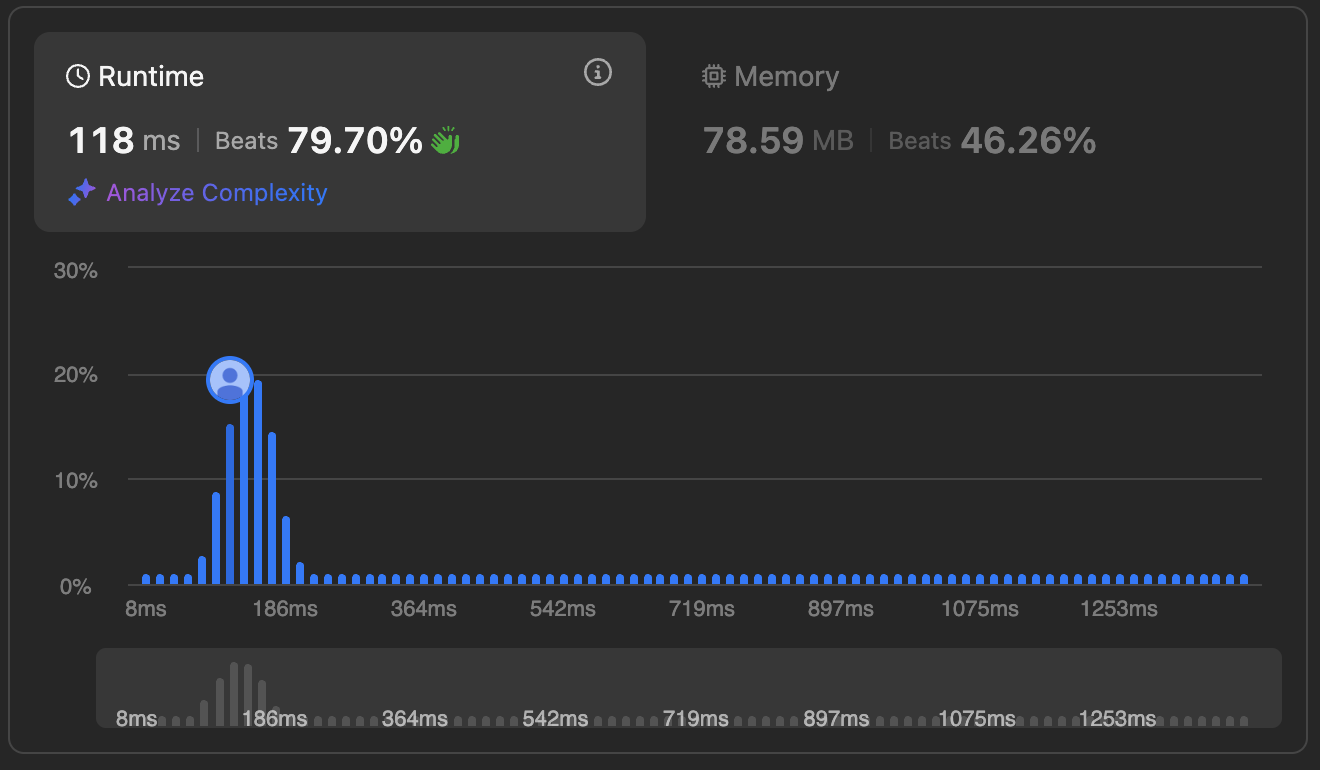 Runtime
118 ms | Beats 79.70%
Analyze Complexity
Memory
78.59 MB | Beats 46.26%
30%
20%
10%
0%
8ms 186ms 364ms 542ms 719ms 897ms 1075ms 1253ms
8ms 186ms 364ms 542ms 719ms 897ms 1075ms 1253ms